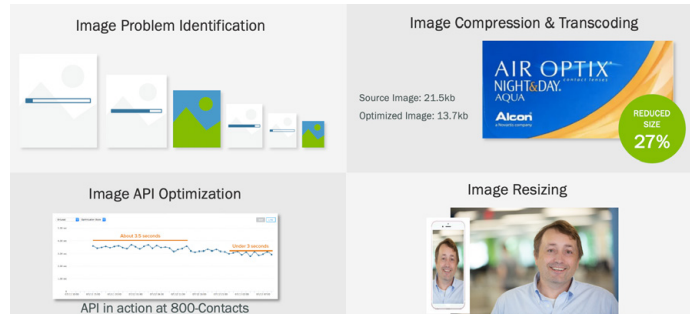 Image Problem Identification
Image Compression & Transcoding
Source Image: 21.5kb
Optimized Image: 13.7kb
AIR OPTIX
contact lenses
NIGHT&DAY.
AQUA
Alcon
REDUCED
SIZE
27%
Image API Optimization
About 3.5 seconds
Under 3 seconds
API in action at 800-Contacts
Image Resizing